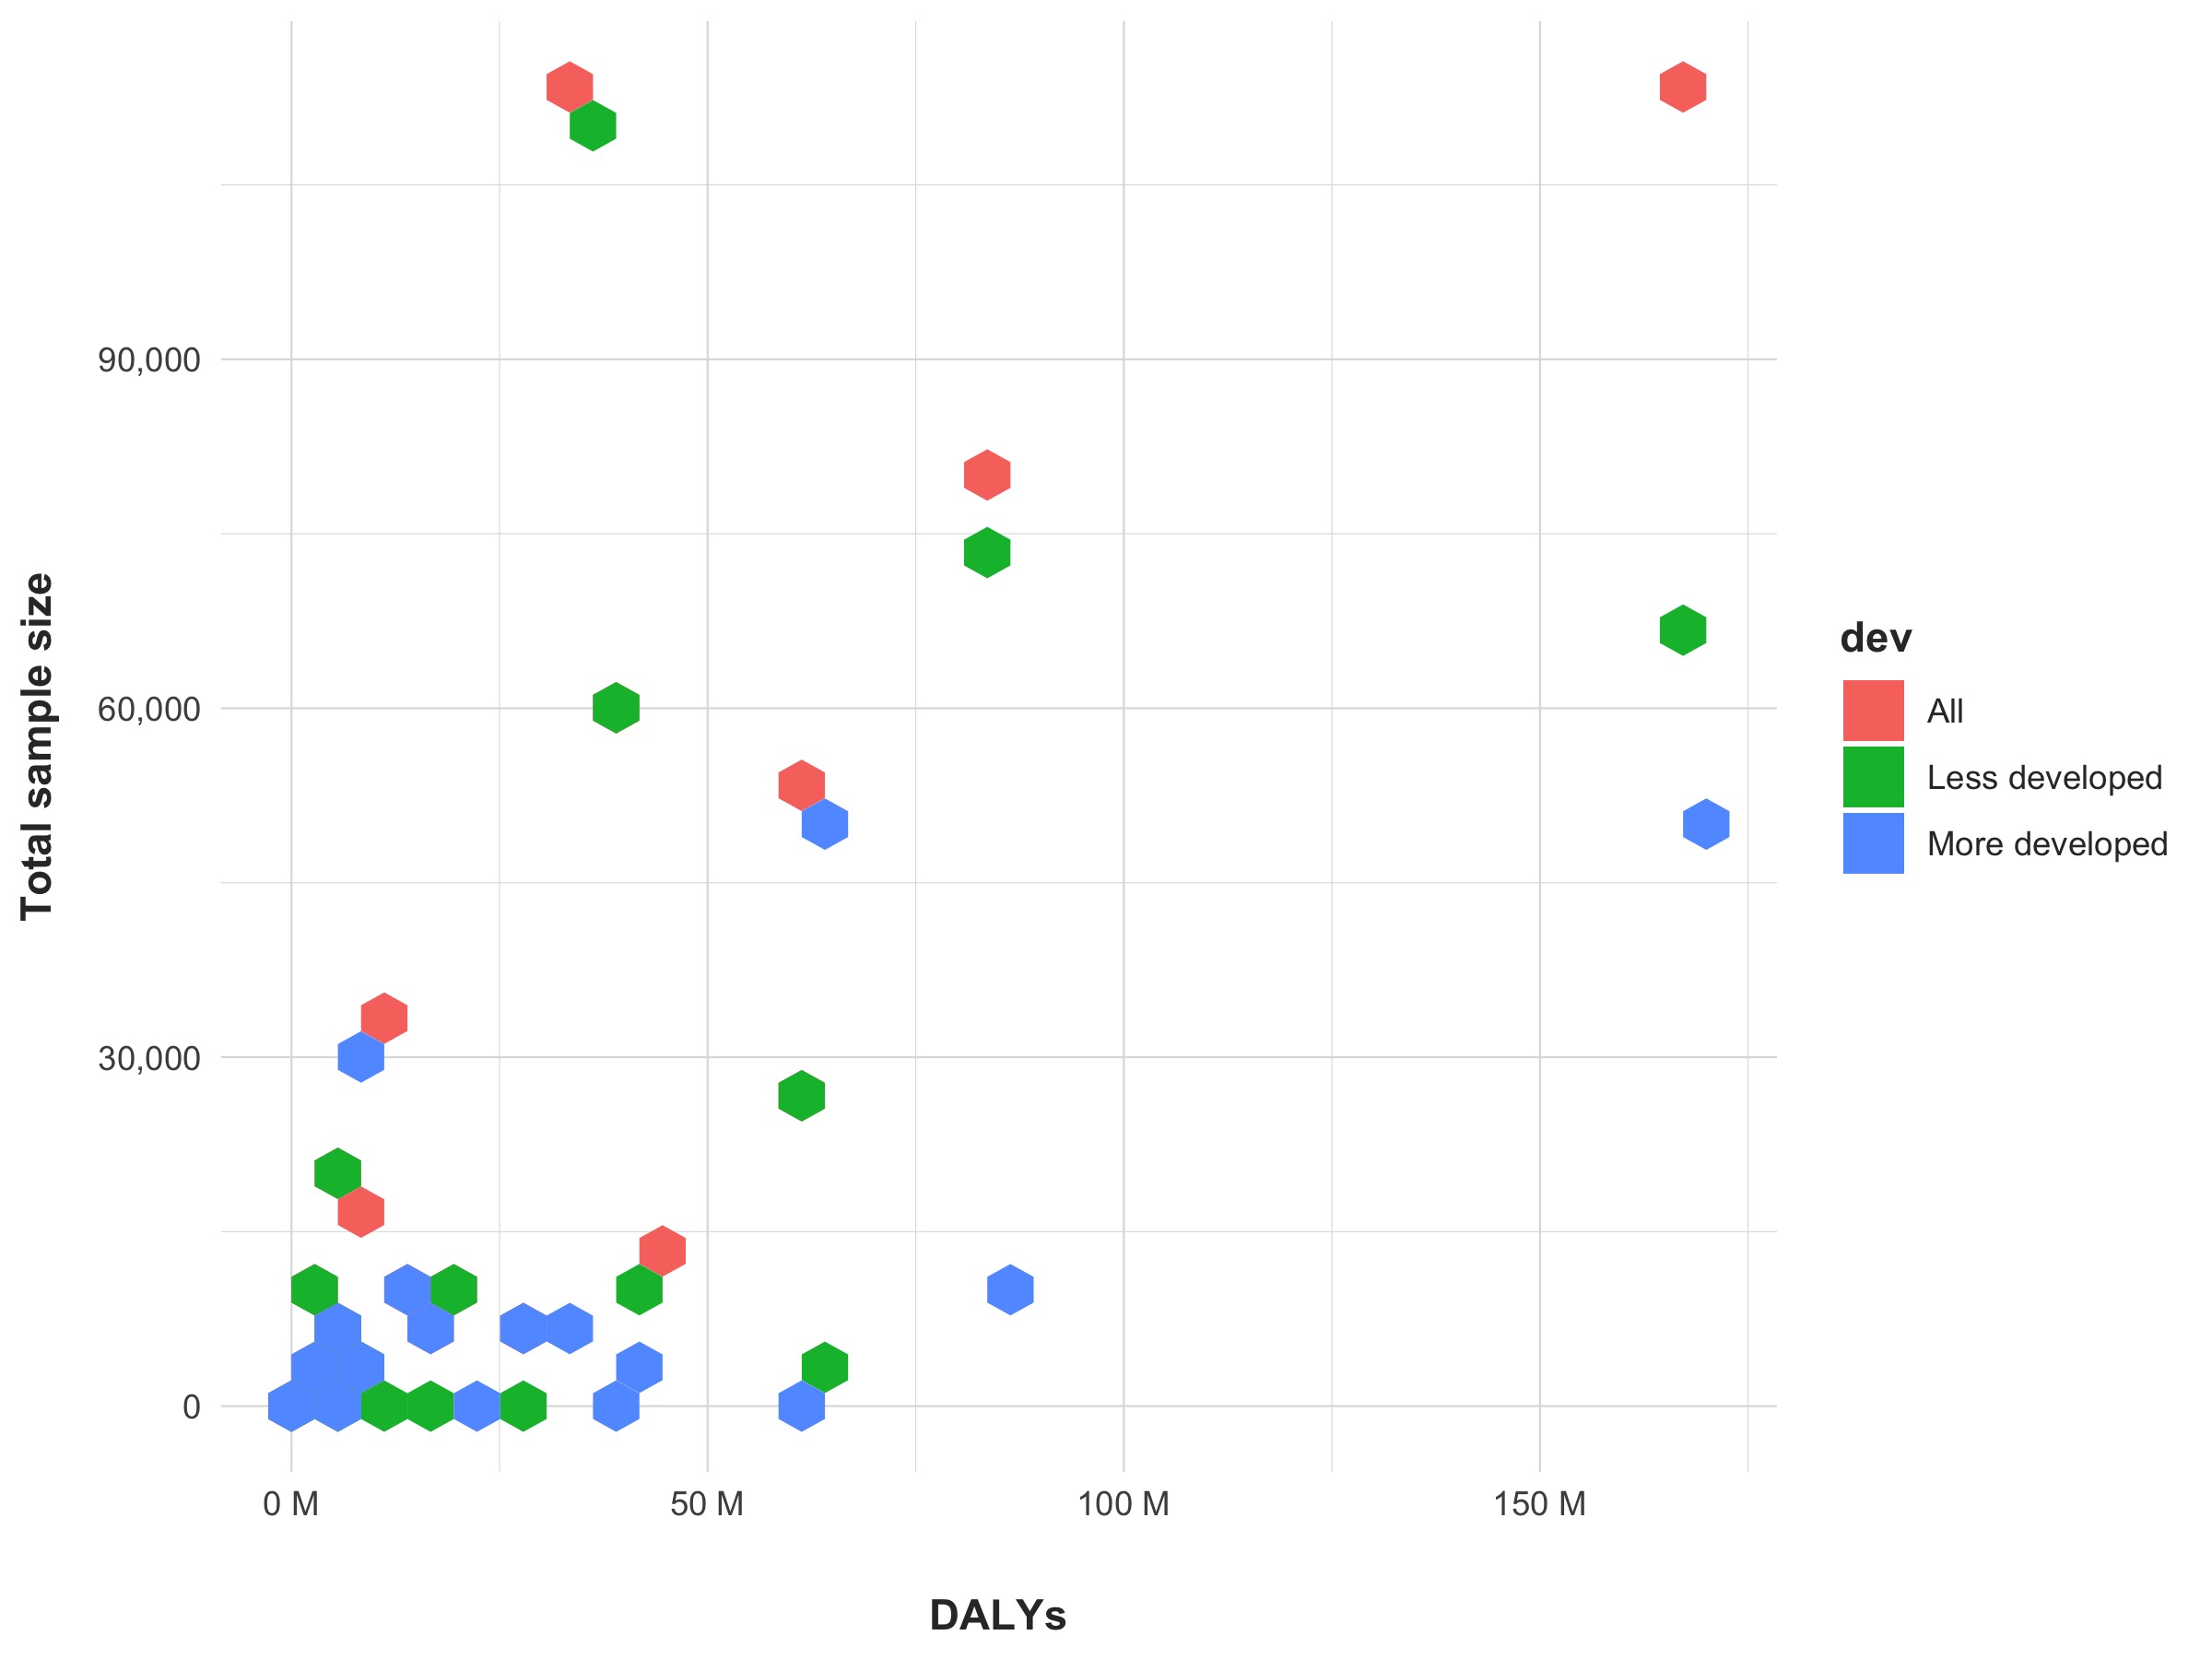 Total sample size
90,000
60,000
30,000
0
0 M
50 M
100 M
150 M
DALYs
dev
All
Less developed
More developed